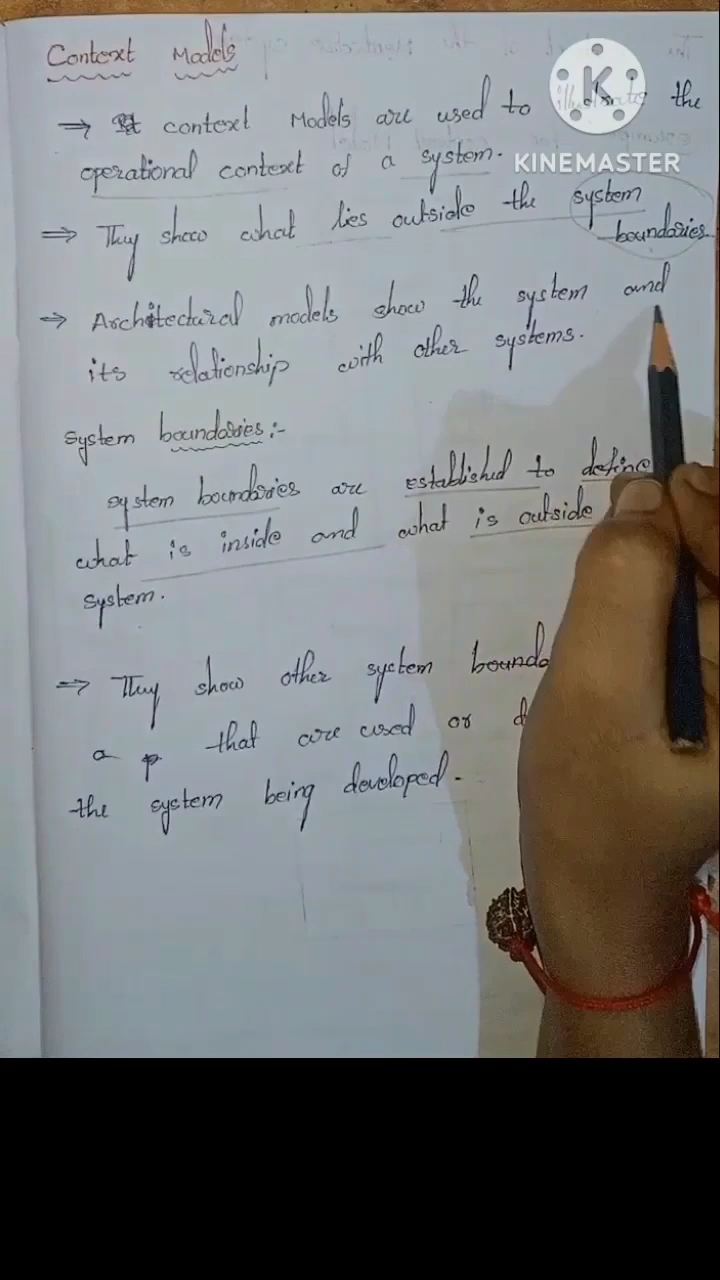 Context Models
KINEMASTER
⇒ context Models are used to the
operational context of a system.
⇒ They show what lies outside the system
boundaries
⇒ Architectural models show the system and
its relationship with other systems.
System boundaries:-
System boundaries are established to define
what is inside and what is outside
system.
⇒ They show other system
a p that are used or
the system being developed.